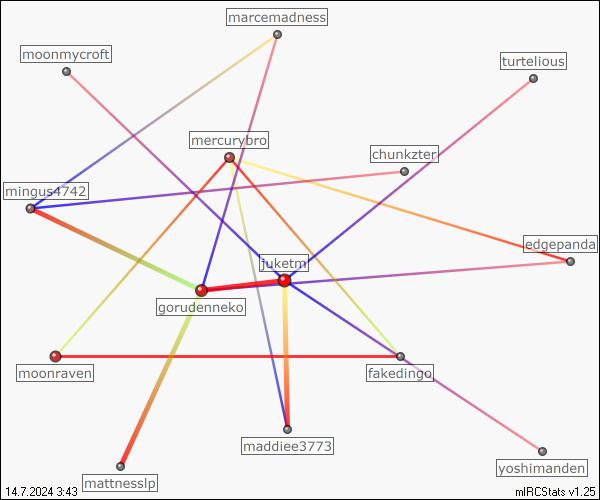 marcemadness
moonmycroft
turtelious
mercurybro
chunkzter
mingus4742
edgepanda
juketm
gorudenneko
moonraven
fakedingo
maddiee3773
yoshimanden
mattnesslp
14.7.2024 3:43
mIRCStats v1.25